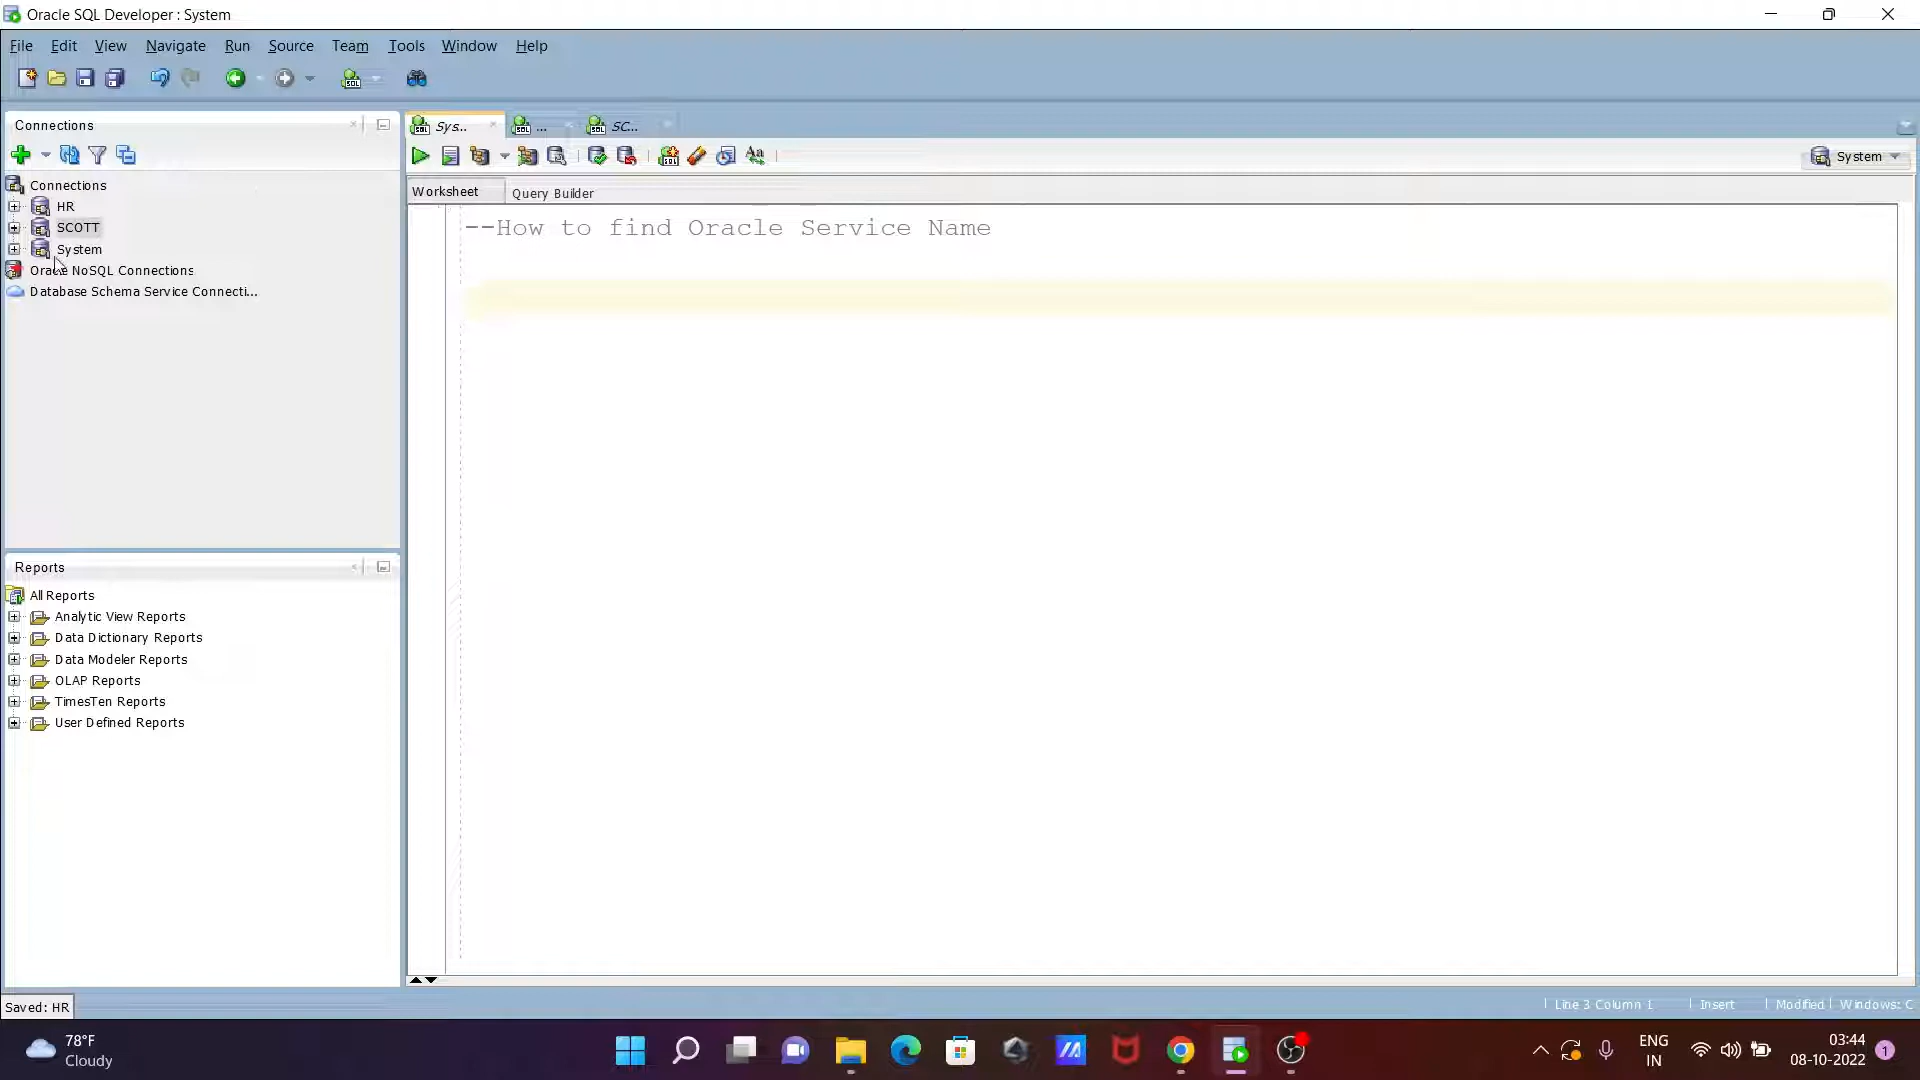 Oracle SQL Developer : System
File Edit View Navigate Run Source Team Tools Window Help
Connections
Sys...
...
SC...
System
Worksheet
Query Builder
Connections
HR
SCOTT
System
Oracle NoSQL Connections
Database Schema Service Connecti...
--How to find Oracle Service Name
Reports
All Reports
Analytic View Reports
Data Dictionary Reports
Data Modeler Reports
OLAP Reports
TimesTen Reports
User Defined Reports
Saved: HR
Line 3 Column 1
Insert
Modified
Windows: C
78°F
Cloudy
ENG
IN
03:44
08-10-2022
1